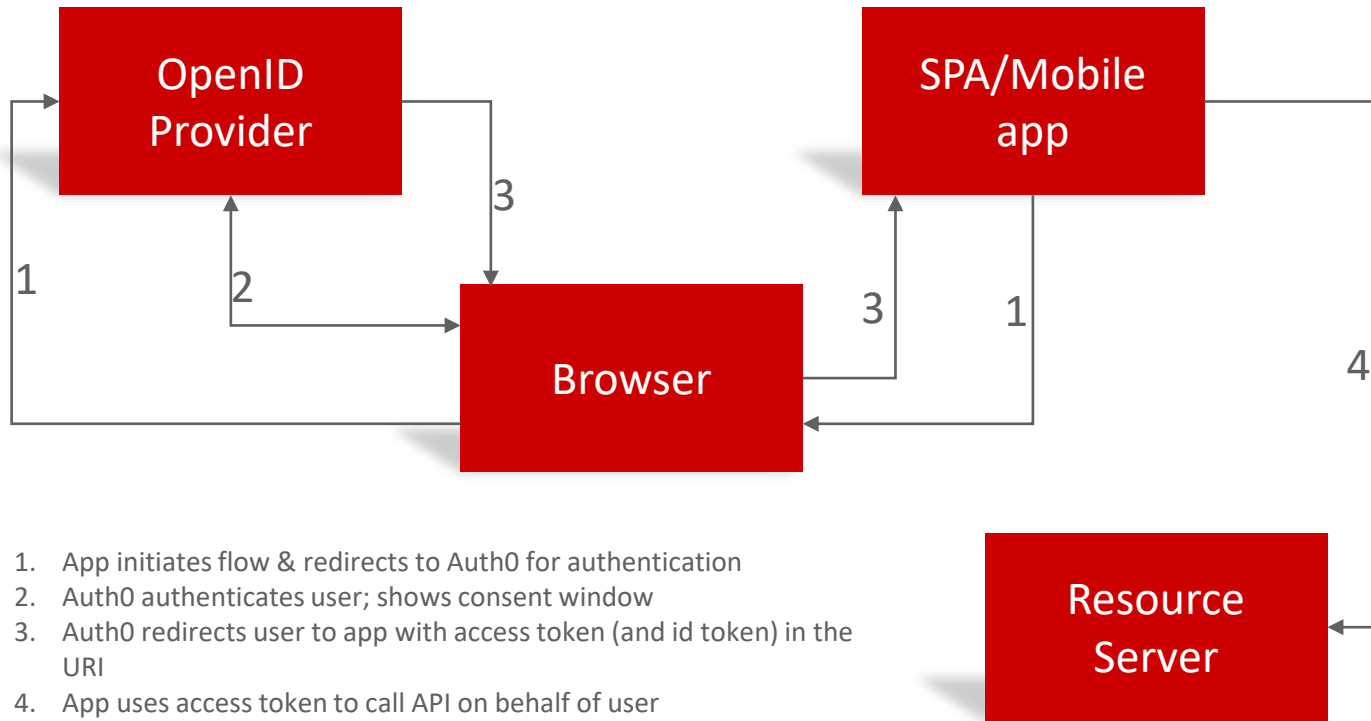 OpenID
Provider
SPA/Mobile
app
3
1
2
3
1
4
Browser
1. App initiates flow & redirects to Auth0 for authentication
2. Auth0 authenticates user; shows consent window
3. Auth0 redirects user to app with access token (and id token) in the
URI
4. App uses access token to call API on behalf of user
Resource
Server